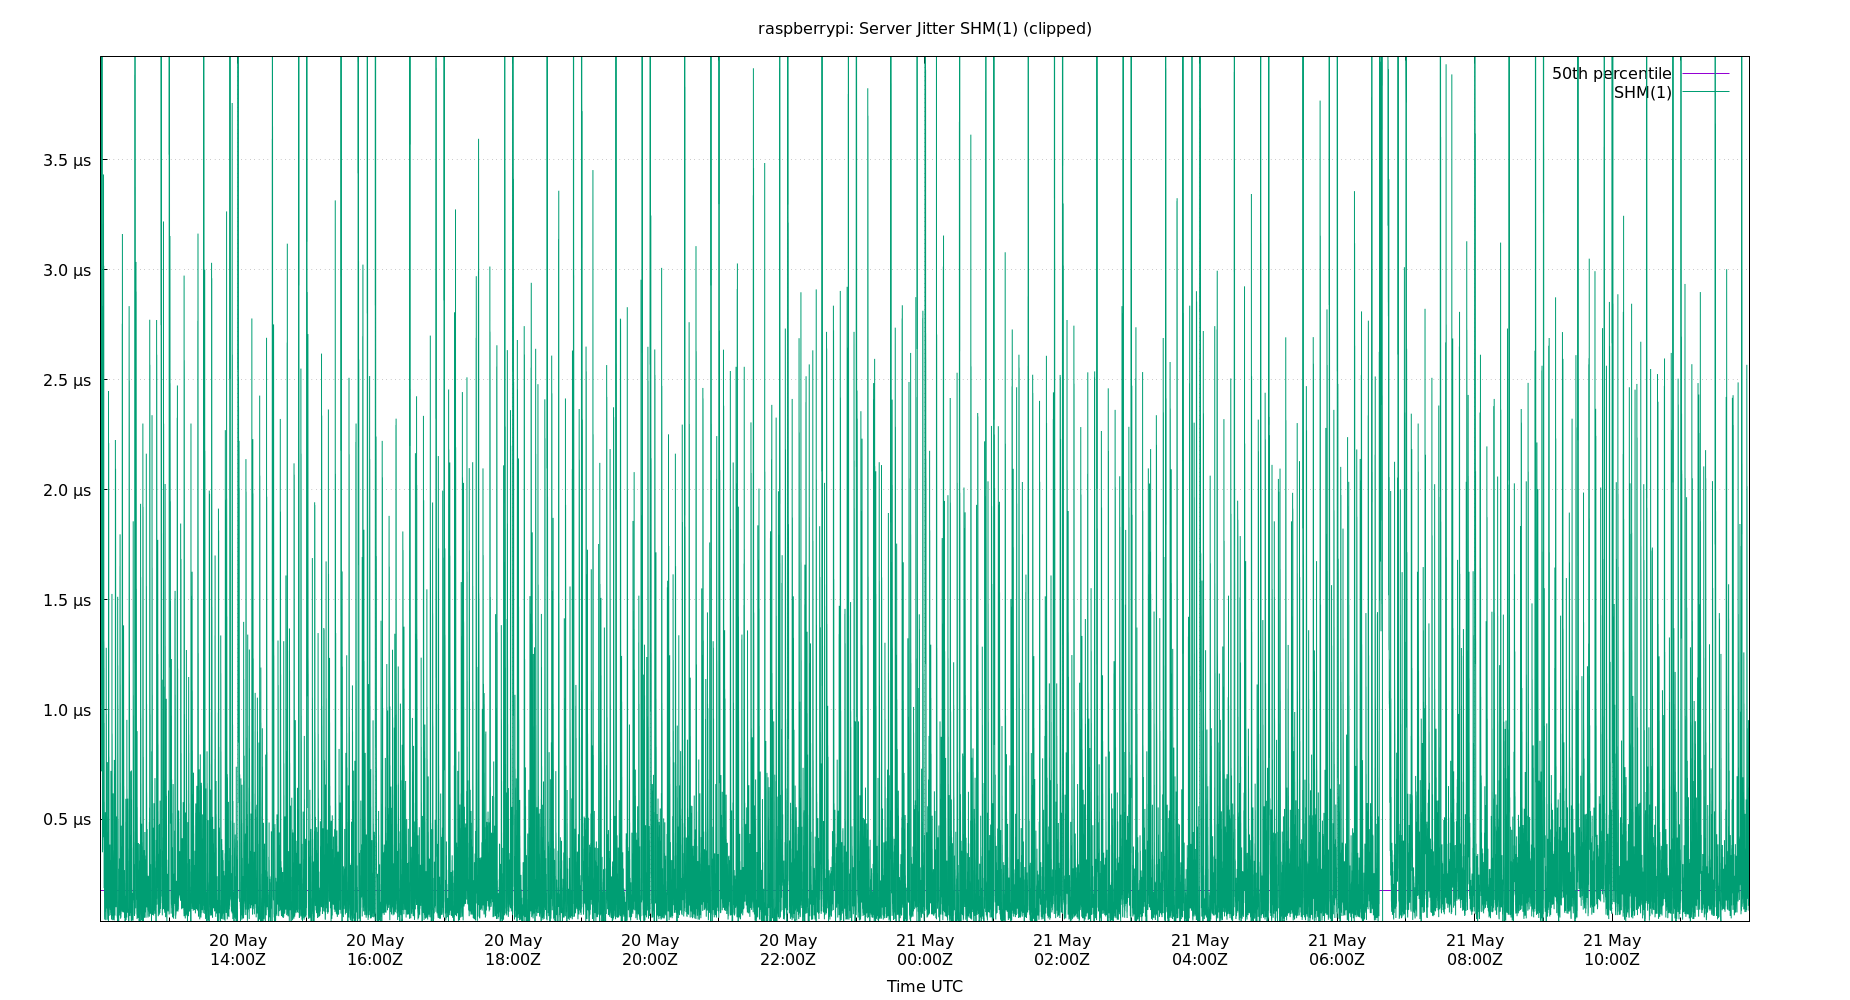 raspberrypi: Server Jitter SHM(1) (clipped)
50th percentile
SHM(1)
3.5 µs
3.0 µs
2.5 µs
2.0 µs
1.5 µs
1.0 µs
0.5 µs
20 May 20 May 20 May 20 May 20 May 21 May 21 May 21 May 21 May 21 May 21 May
14:00Z 16:00Z 18:00Z 20:00Z 22:00Z 00:00Z 02:00Z 04:00Z 06:00Z 08:00Z 10:00Z
Time UTC